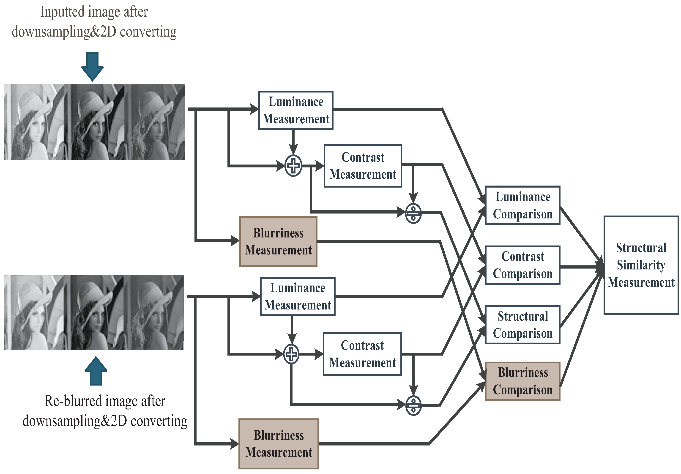 Inputted image after
downsampling&2D converting
Luminance
Measurement
Contrast
Measurement
Blurriness
Measurement
Luminance
Comparison
Contrast
Comparison
Structural
Similarity
Measurement
Luminance
Measurement
Structural
Comparison
Contrast
Measurement
Blurriness
Comparison
Re-blurred image after
downsampling&2D converting
Blurriness
Measurement